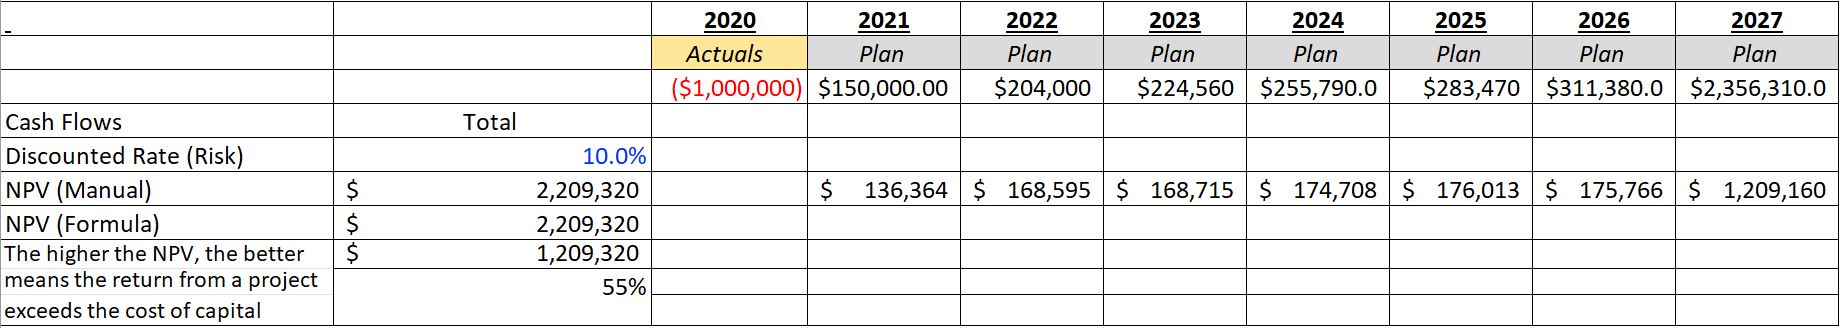 - 2020 2021 2022 2023 2024 2025 2026 2027
Actuals Plan Plan Plan Plan Plan Plan Plan
($1,000,000) $150,000.00 $204,000 $224,560 $255,790.0 $283,470 $311,380.0 $2,356,310.0
Cash Flows Total
Discounted Rate (Risk) 10.0%
NPV (Manual) $ 2,209,320 $ 136,364 $ 168,595 $ 168,715 $ 174,708 $ 176,013 $ 175,766 $ 1,209,160
NPV (Formula) $ 2,209,320
The higher the NPV, the better $ 1,209,320
means the return from a project 55%
exceeds the cost of capital